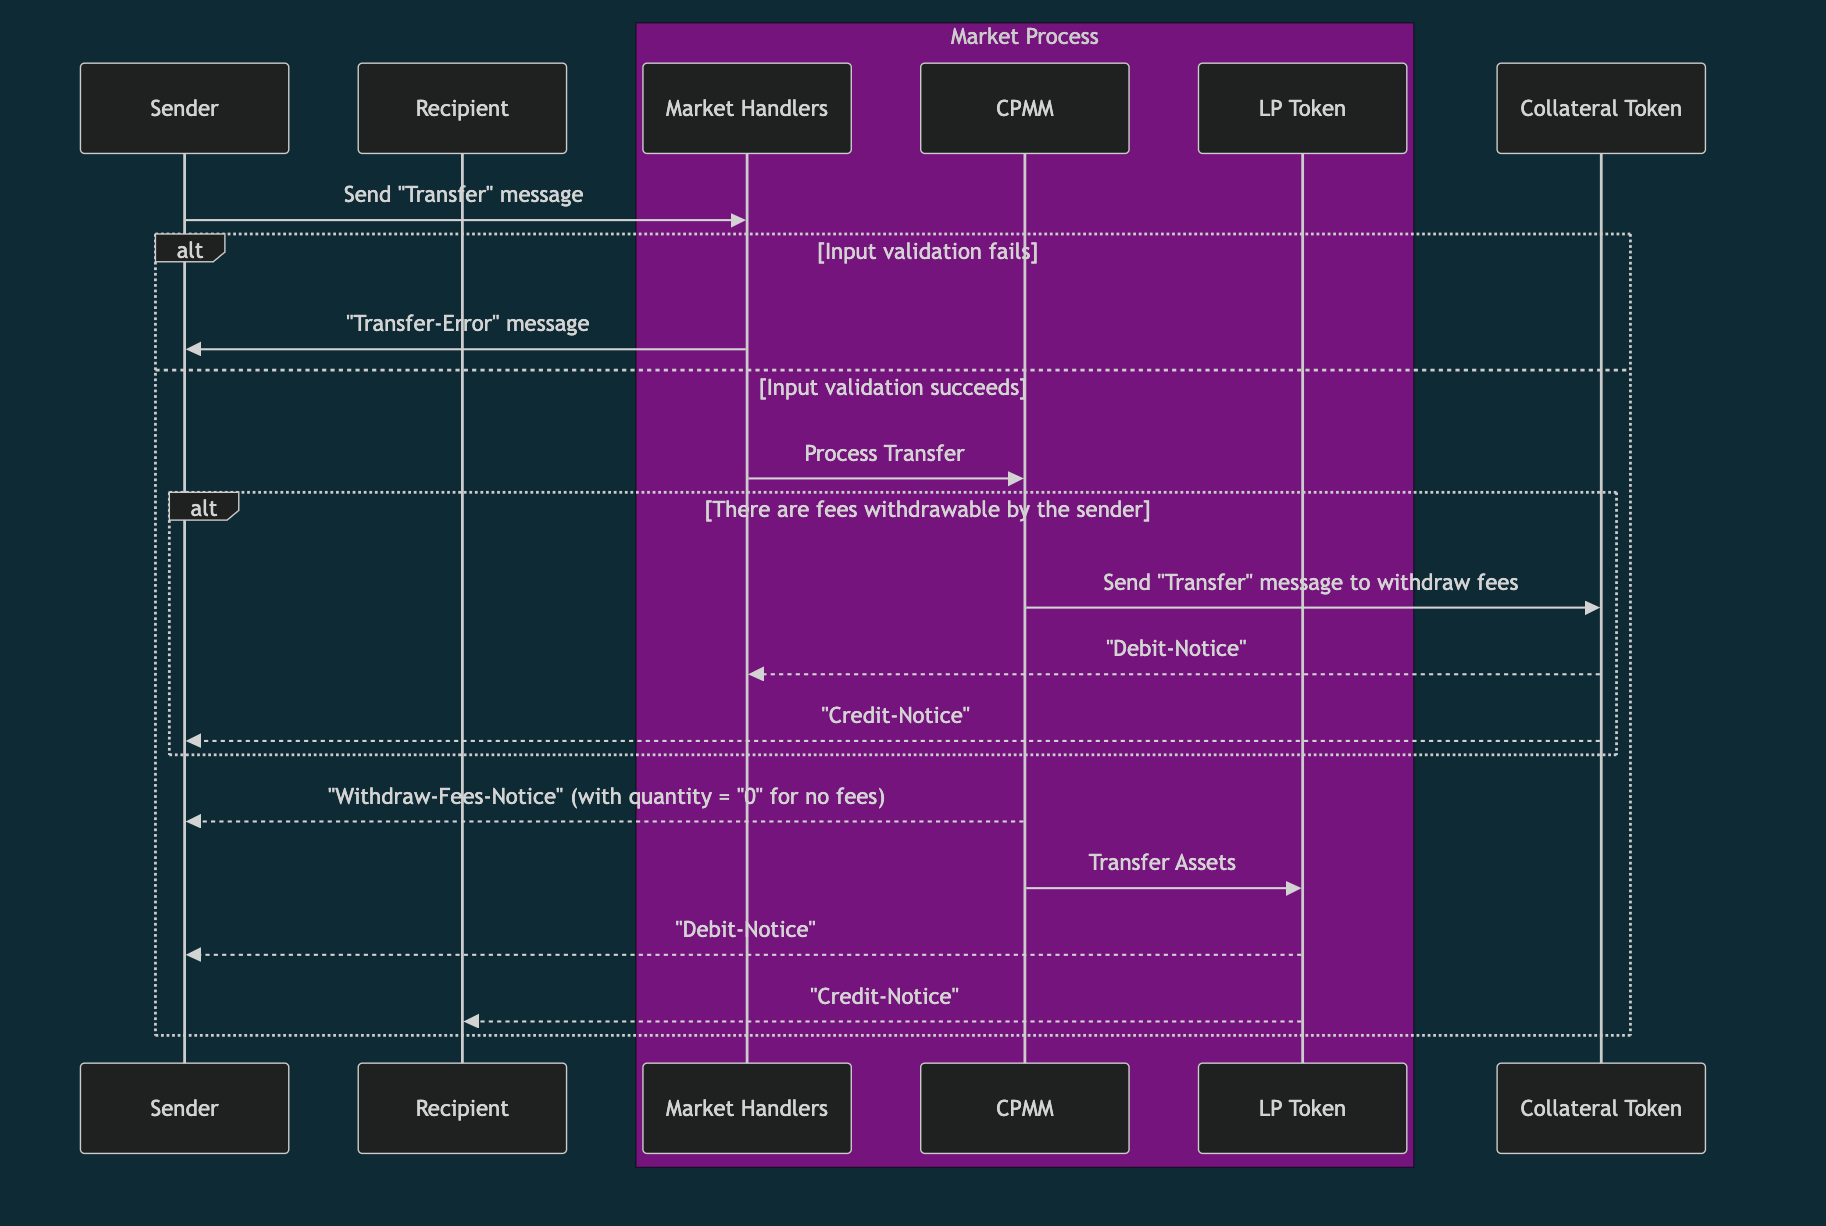 Market Process
Sender
Recipient
Market Handlers
CPMM
LP Token
Collateral Token
Send "Transfer" message
alt
[Input validation fails]
"Transfer-Error" message
[Input validation succeeds]
Process Transfer
alt
[There are fees withdrawable by the sender]
Send "Transfer" message to withdraw fees
"Debit-Notice"
"Credit-Notice"
"Withdraw-Fees-Notice" (with quantity = "0" for no fees)
Transfer Assets
"Debit-Notice"
"Credit-Notice"
Sender
Recipient
Market Handlers
CPMM
LP Token
Collateral Token